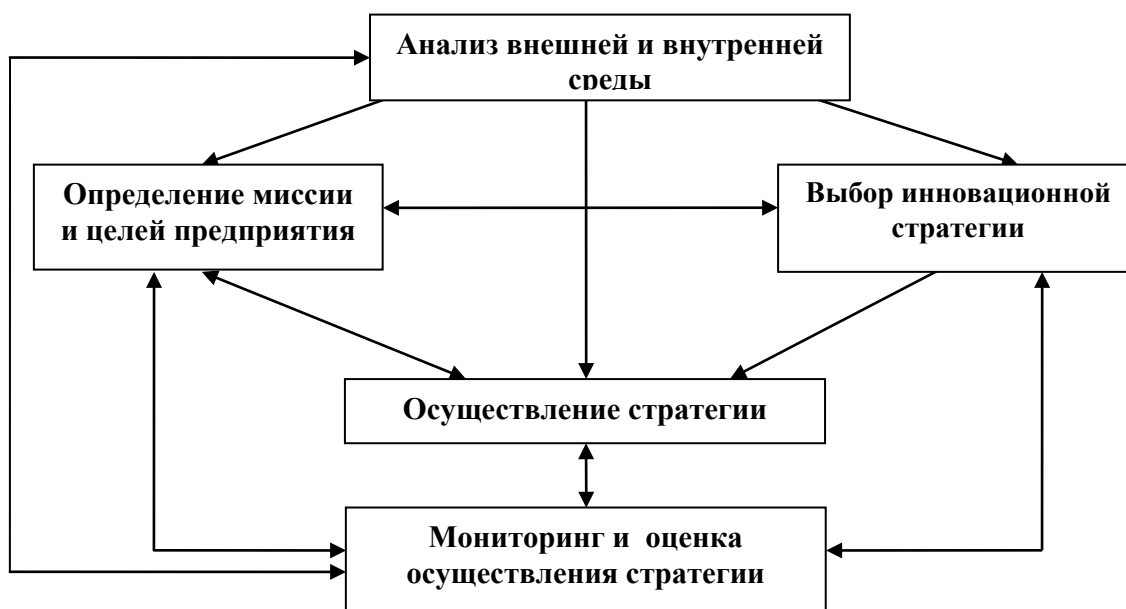 Анализ внешней и внутренней
среды
Определение миссии
и целей предприятия
Выбор инновационной
стратегии
Осуществление стратегии
Мониторинг и оценка
осуществления стратегии